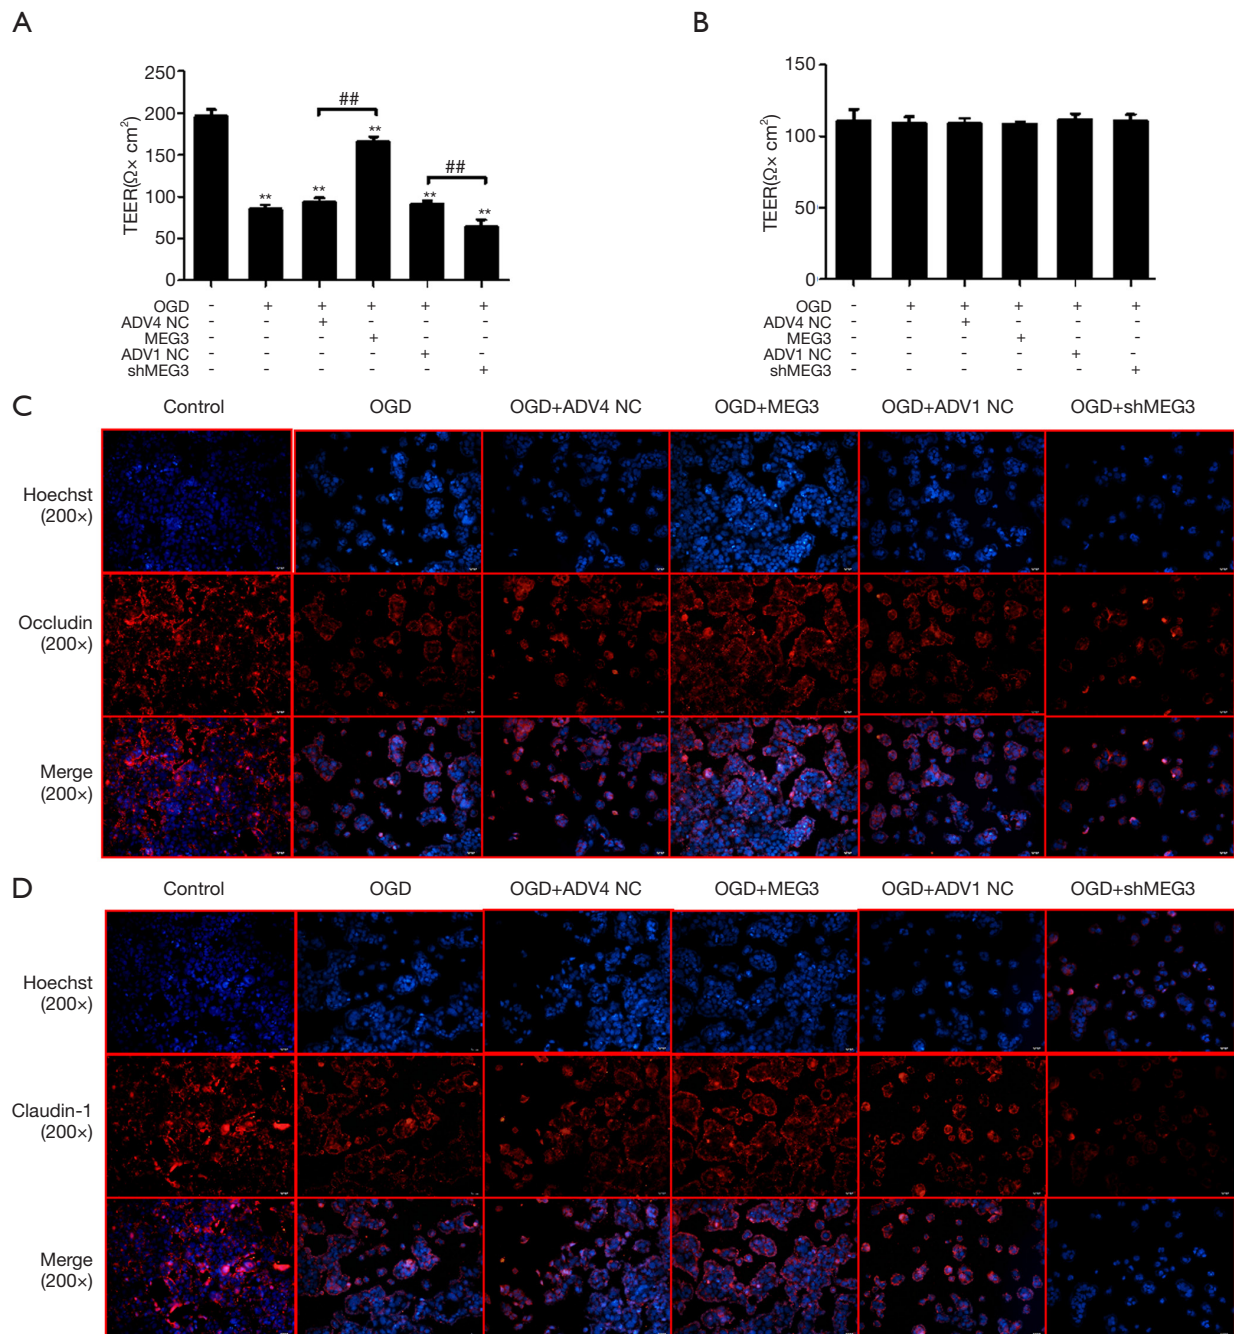 A
250
200
150
100
50
0
TEER(Ω× cm²)
**
**
##
**
**
##
**
OGD - + + + + +
ADV4 NC - - + - - -
MEG3 - - - + - -
ADV1 NC - - - - + -
shMEG3 - - - - - +
B
150
100
50
0
TEER(Ω× cm²)
OGD - + + + + +
ADV4 NC - - + - - -
MEG3 - - - + - -
ADV1 NC - - - - + -
shMEG3 - - - - - +
C
Control OGD OGD+ADV4 NC OGD+MEG3 OGD+ADV1 NC OGD+shMEG3
Hoechst
(200×)
Occludin
(200×)
Merge
(200×)
D
Control OGD OGD+ADV4 NC OGD+MEG3 OGD+ADV1 NC OGD+shMEG3
Hoechst
(200×)
Claudin-1
(200×)
Merge
(200×)